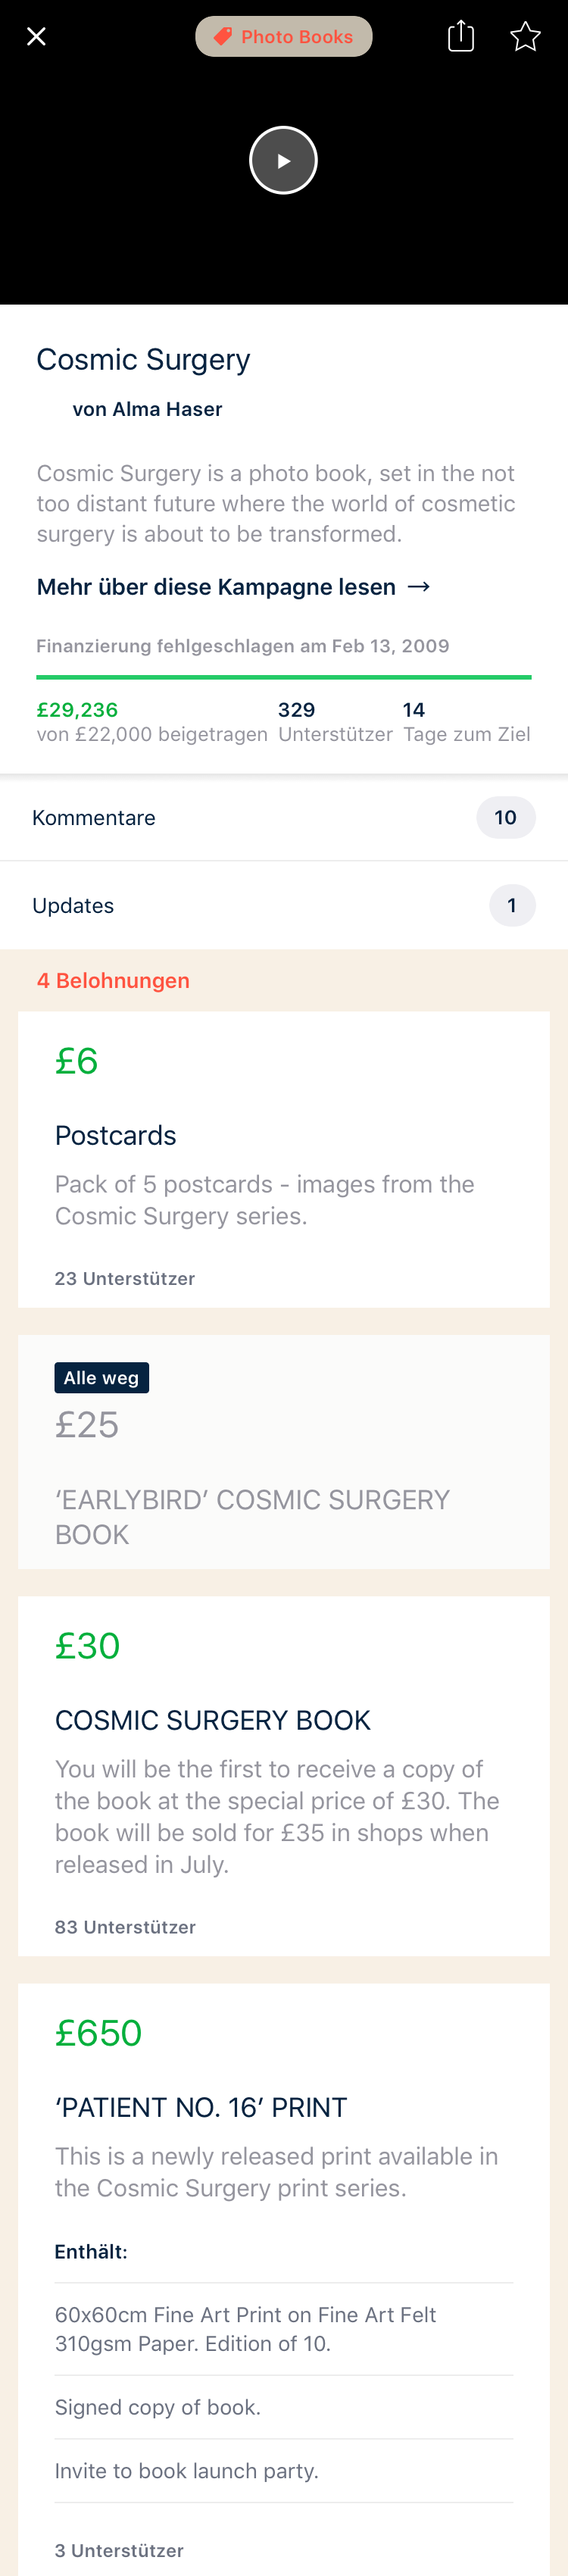 Photo Books
Cosmic Surgery
von Alma Haser
Cosmic Surgery is a photo book, set in the not
too distant future where the world of cosmetic
surgery is about to be transformed.
Mehr über diese Kampagne lesen →
Finanzierung fehlgeschlagen am Feb 13, 2009
£29,236
von £22,000 beigetragen
329
Unterstützer
14
Tage zum Ziel
Kommentare
10
Updates
1
4 Belohnungen
£6
Postcards
Pack of 5 postcards - images from the
Cosmic Surgery series.
23 Unterstützer
Alle weg
£25
‘EARLYBIRD’ COSMIC SURGERY
BOOK
£30
COSMIC SURGERY BOOK
You will be the first to receive a copy of
the book at the special price of £30. The
book will be sold for £35 in shops when
released in July.
83 Unterstützer
£650
‘PATIENT NO. 16’ PRINT
This is a newly released print available in
the Cosmic Surgery print series.
Enthält:
60x60cm Fine Art Print on Fine Art Felt
310gsm Paper. Edition of 10.
Signed copy of book.
Invite to book launch party.
3 Unterstützer